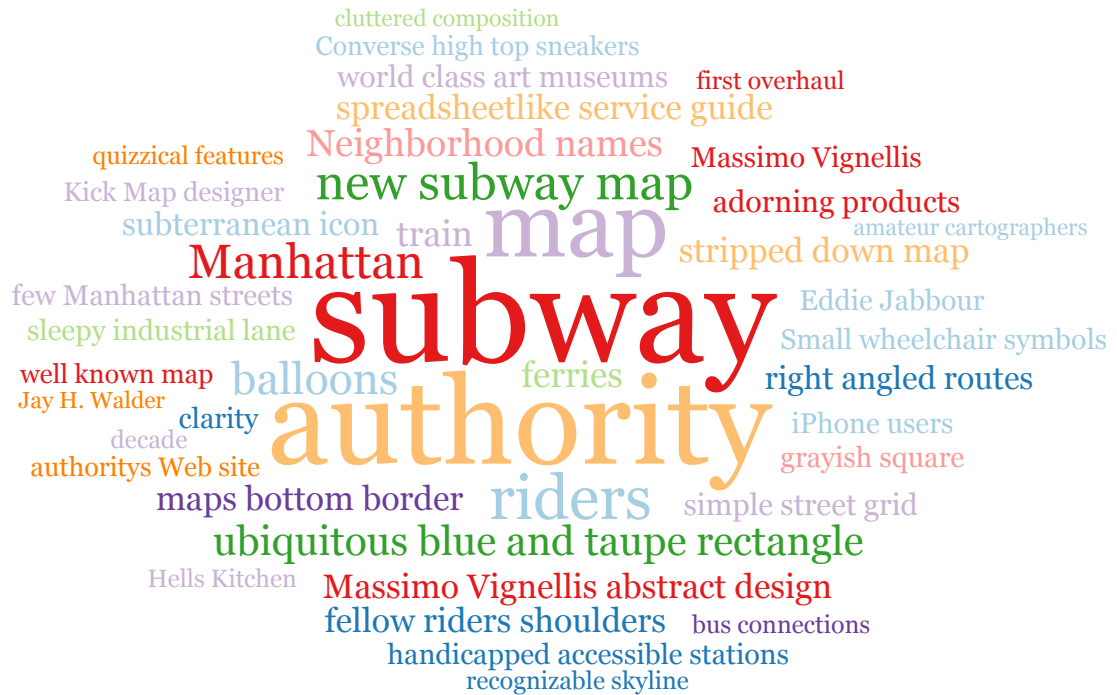 cluttered composition
Converse high top sneakers
world class art museums
first overhaul
spreadsheetlike service guide
Neighborhood names
quizzical features
Massimo Vignellis
Kick Map designer
new subway map
adorning products
subterranean icon
train
map
amateur cartographers
Manhattan
stripped down map
few Manhattan streets
subway
Eddie Jabbour
sleepy industrial lane
Small wheelchair symbols
well known map
balloons
ferries
right angled routes
Jay H. Walder
clarity
authority
iPhone users
decade
grayish square
authoritys Web site
maps bottom border
riders
simple street grid
ubiquitous blue and taupe rectangle
Hells Kitchen
Massimo Vignellis abstract design
fellow riders shoulders
bus connections
handicapped accessible stations
recognizable skyline